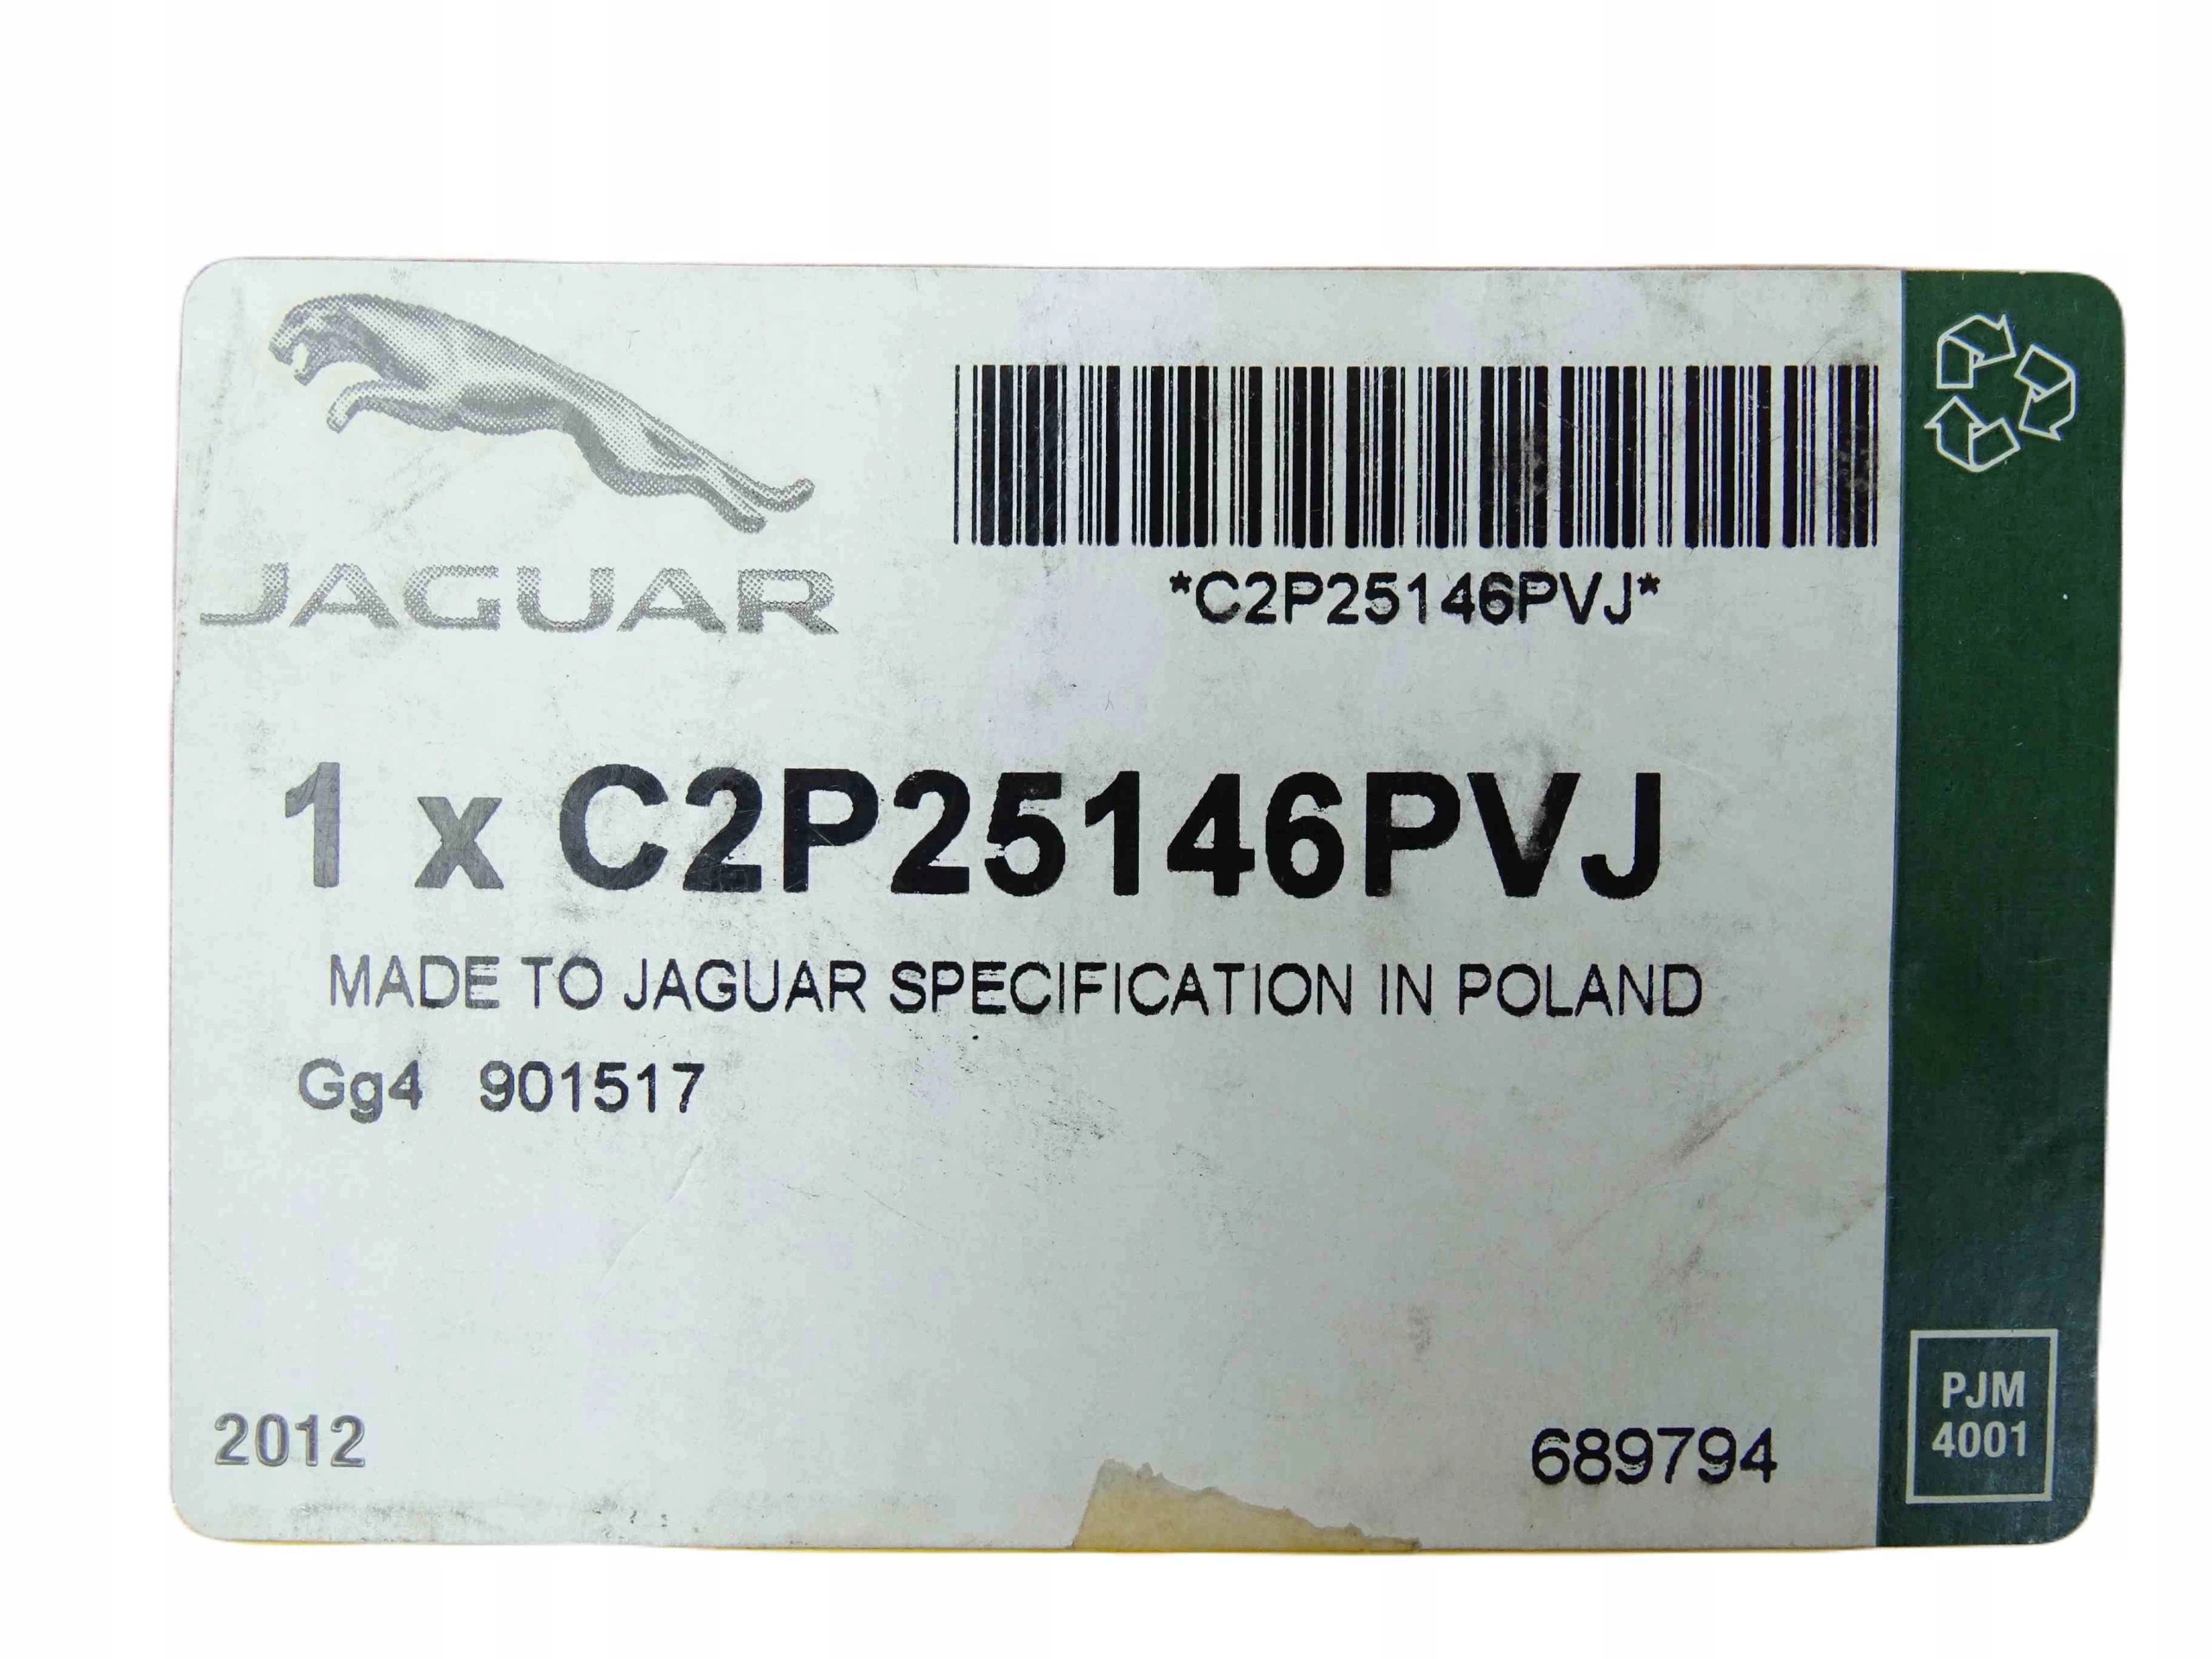 JAGUAR
*C2P25146PVJ*
1 x C2P25146PVJ
MADE TO JAGUAR SPECIFICATION IN POLAND
Gg4 901517
2012
689794
PJM
4001